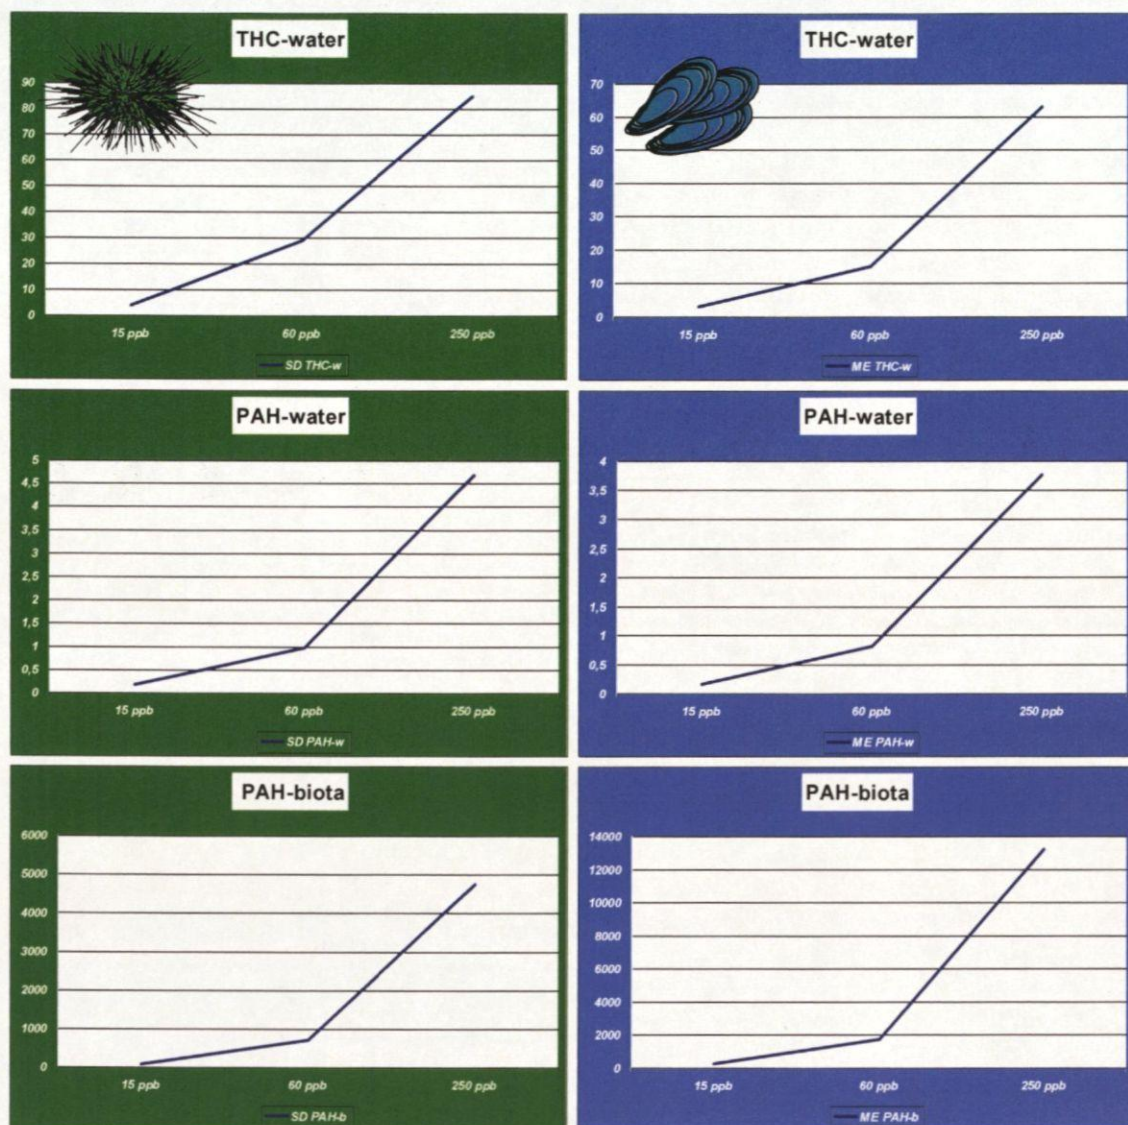 THC-water
90
80
70
60
50
40
30
20
10
0
15 ppb 60 ppb 250 ppb
SD THC-w
THC-water
70
60
50
40
30
20
10
0
15 ppb 60 ppb 250 ppb
ME THC-w
PAH-water
5
4,5
4
3,5
3
2,5
2
1,5
1
0,5
0
15 ppb 60 ppb 250 ppb
SD PAH-w
PAH-water
4
3,5
3
2,5
2
1,5
1
0,5
0
15 ppb 60 ppb 250 ppb
ME PAH-w
PAH-biota
6000
5000
4000
3000
2000
1000
0
15 ppb 60 ppb 250 ppb
SD PAH-b
PAH-biota
14000
12000
10000
8000
6000
4000
2000
0
15 ppb 60 ppb 250 ppb
ME PAH-b